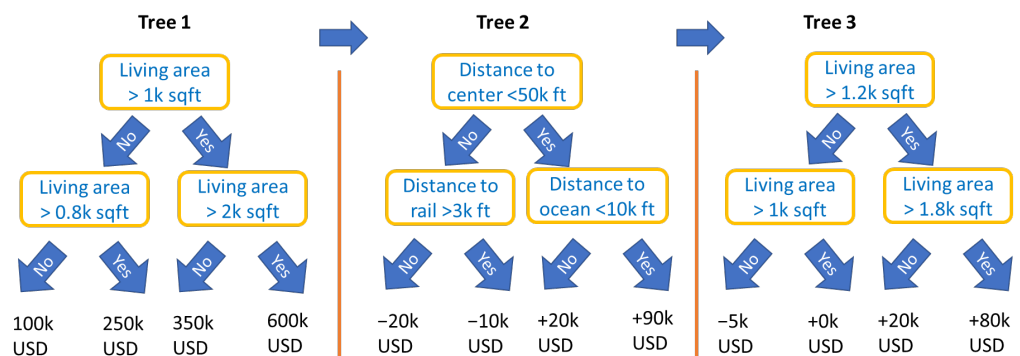 Tree 1
Tree 2
Tree 3
Living area
> 1k sqft
Distance to
center <50k ft
Living area
> 1.2k sqft
No
Yes
No
Yes
No
Yes
Living area
> 0.8k sqft
Living area
> 2k sqft
Distance to
rail >3k ft
Distance to
ocean <10k ft
Living area
> 1k sqft
Living area
> 1.8k sqft
No
Yes
No
Yes
No
Yes
No
Yes
No
Yes
No
Yes
100k
USD
250k
USD
350k
USD
600k
USD
−20k
USD
−10k
USD
+20k
USD
+90k
USD
−5k
USD
+0k
USD
+20k
USD
+80k
USD